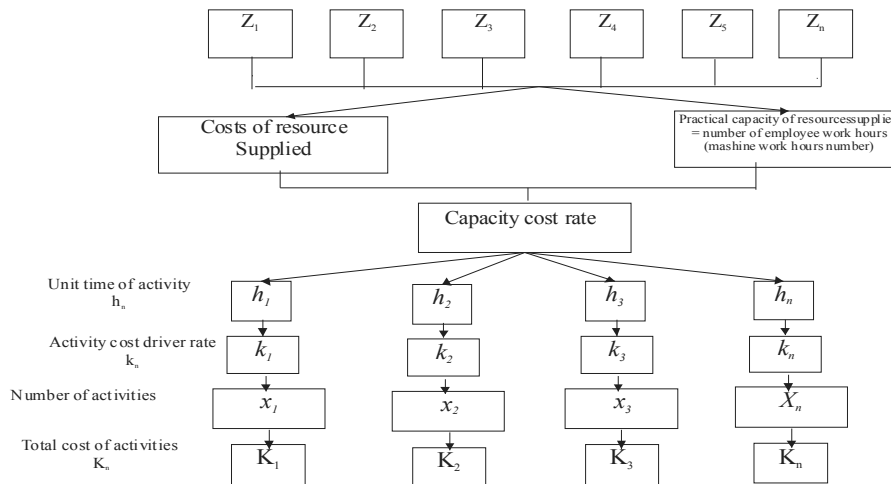 Z1 Z2 Z3 Z4 Z5 Zn
Costs of resource
Supplied
Practical capacity of resourcessupplie
= number of employee work hours
(mashine work hours number)
Capacity cost rate
Unit time of activity
hn
h1 h2 h3 hn
Activity cost driver rate
kn
k1 k2 k3 kn
Number of activities
x1 x2 x3 Xn
Total cost of activities
Kn
K1 K2 K3 Kn